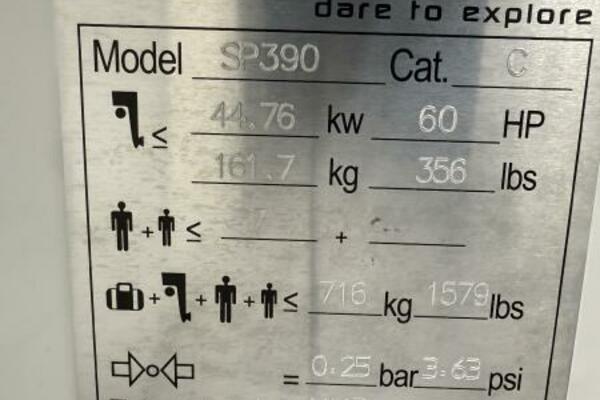 dare to explore
Model SP390 Cat. C
≤ 44.76 kw 60 HP
161.7 kg 356 lbs
+ ≤ 7 +
+ + + ≤ 716 kg 1579 lbs
= 0.25 bar 3.63 psi